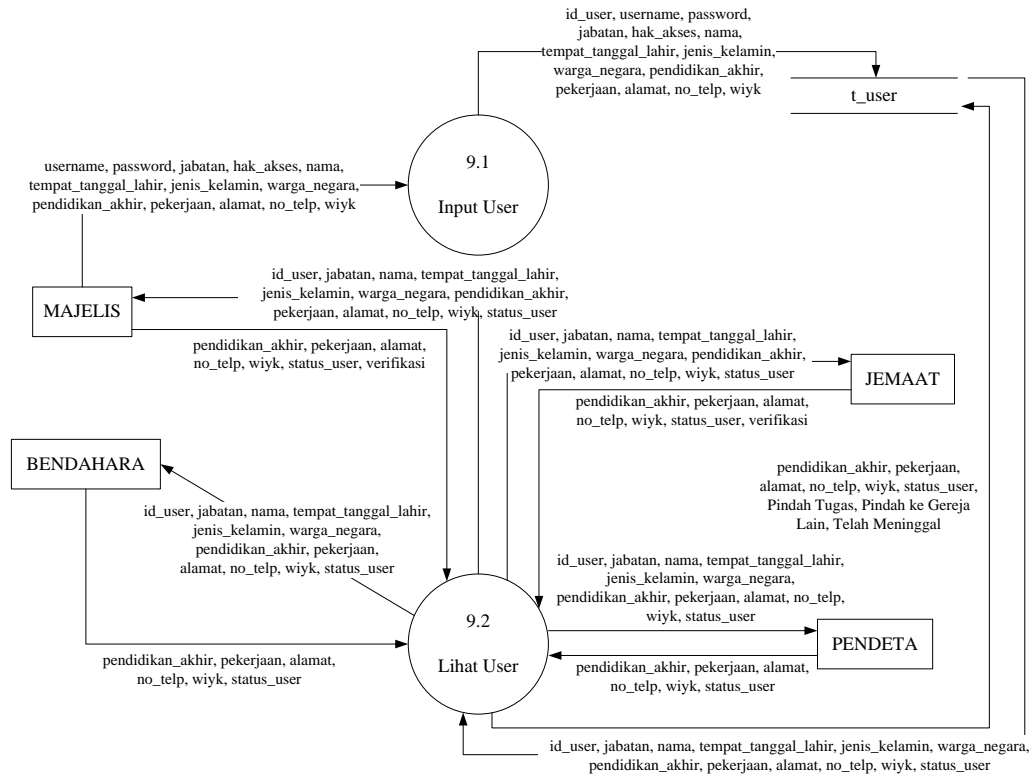 id_user, username, password,
jabatan, hak_akses, nama,
tempat_tanggal_lahir, jenis_kelamin,
warga_negara, pendidikan_akhir,
pekerjaan, alamat, no_telp, wiyk
t_user
9.1
Input User
username, password, jabatan, hak_akses, nama,
tempat_tanggal_lahir, jenis_kelamin, warga_negara,
pendidikan_akhir, pekerjaan, alamat, no_telp, wiyk
id_user, jabatan, nama, tempat_tanggal_lahir,
jenis_kelamin, warga_negara, pendidikan_akhir,
pekerjaan, alamat, no_telp, wiyk, status_user
MAJELIS
pendidikan_akhir, pekerjaan, alamat,
no_telp, wiyk, status_user, verifikasi
id_user, jabatan, nama, tempat_tanggal_lahir,
jenis_kelamin, warga_negara, pendidikan_akhir,
pekerjaan, alamat, no_telp, wiyk, status_user
JEMAAT
pendidikan_akhir, pekerjaan, alamat,
no_telp, wiyk, status_user, verifikasi
BENDAHARA
pendidikan_akhir, pekerjaan,
alamat, no_telp, wiyk, status_user,
Pindah Tugas, Pindah ke Gereja
Lain, Telah Meninggal
id_user, jabatan, nama, tempat_tanggal_lahir,
jenis_kelamin, warga_negara,
pendidikan_akhir, pekerjaan,
alamat, no_telp, wiyk, status_user
id_user, jabatan, nama, tempat_tanggal_lahir,
jenis_kelamin, warga_negara,
pendidikan_akhir, pekerjaan, alamat, no_telp,
wiyk, status_user
9.2
Lihat User
PENDETA
pendidikan_akhir, pekerjaan, alamat,
no_telp, wiyk, status_user
pendidikan_akhir, pekerjaan, alamat,
no_telp, wiyk, status_user
id_user, jabatan, nama, tempat_tanggal_lahir, jenis_kelamin, warga_negara,
pendidikan_akhir, pekerjaan, alamat, no_telp, wiyk, status_user